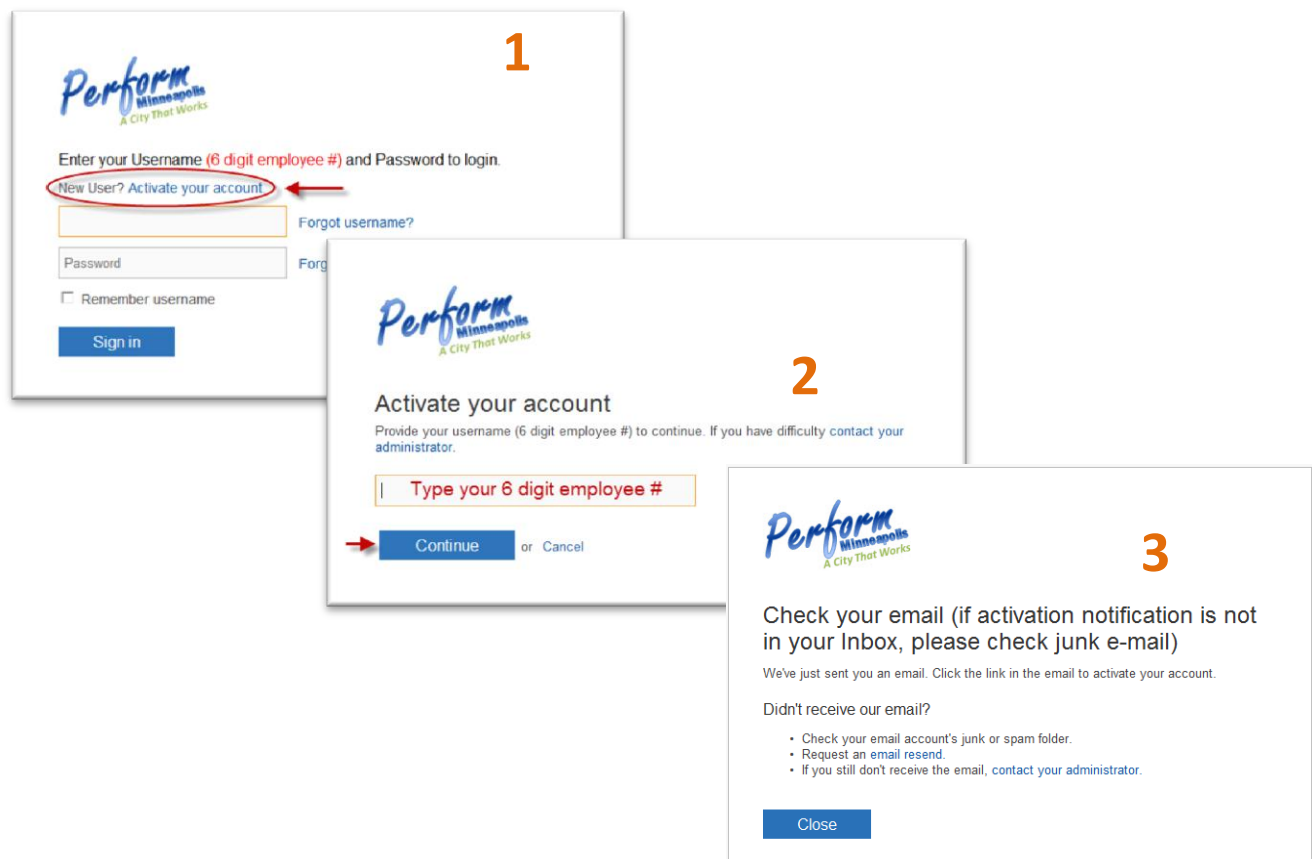 1
Perform
Minneapolis
A City That Works
Enter your Username (6 digit employee #) and Password to login.
New User? Activate your account
Forgot username?
Password
Forg
Remember username
Sign in
2
Perform
Minneapolis
A City That Works
Activate your account
Provide your username (6 digit employee #) to continue. If you have difficulty contact your
administrator.
Type your 6 digit employee #
Continue or Cancel
3
Perform
Minneapolis
A City That Works
Check your email (if activation notification is not
in your Inbox, please check junk e-mail)
We've just sent you an email. Click the link in the email to activate your account.
Didn't receive our email?
• Check your email account's junk or spam folder.
• Request an email resend.
• If you still don't receive the email, contact your administrator.
Close